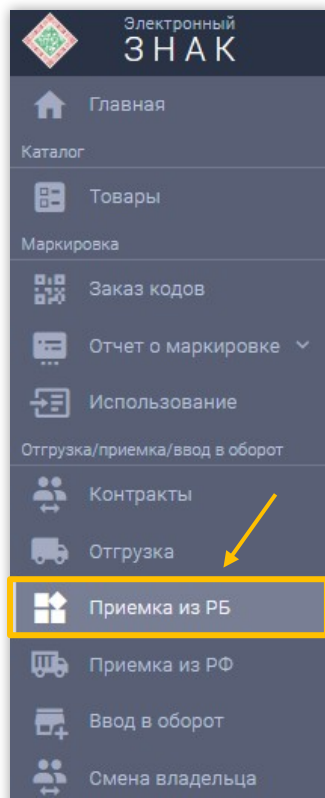 Электронный
ЗНАК
Главная
Каталог
Товары
Маркировка
Заказ кодов
Отчет о маркировке
Использование
Отгрузка/приемка/ввод в оборот
Контракты
Отгрузка
Приемка из РБ
Приемка из РФ
Ввод в оборот
Смена владельца